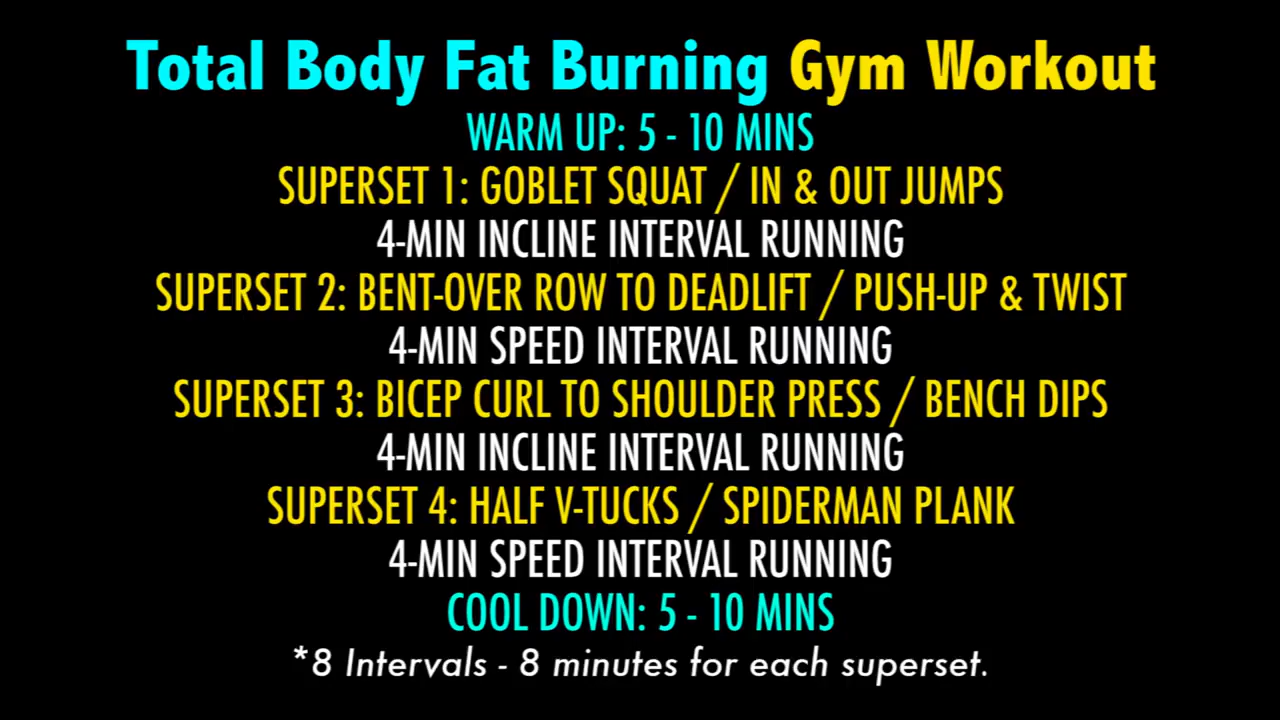 Total Body Fat Burning Gym Workout
WARM UP: 5 - 10 MINS
SUPERSET 1: GOBLET SQUAT / IN & OUT JUMPS
4-MIN INCLINE INTERVAL RUNNING
SUPERSET 2: BENT-OVER ROW TO DEADLIFT / PUSH-UP & TWIST
4-MIN SPEED INTERVAL RUNNING
SUPERSET 3: BICEP CURL TO SHOULDER PRESS / BENCH DIPS
4-MIN INCLINE INTERVAL RUNNING
SUPERSET 4: HALF V-TUCKS / SPIDERMAN PLANK
4-MIN SPEED INTERVAL RUNNING
COOL DOWN: 5 - 10 MINS
*8 Intervals - 8 minutes for each superset.